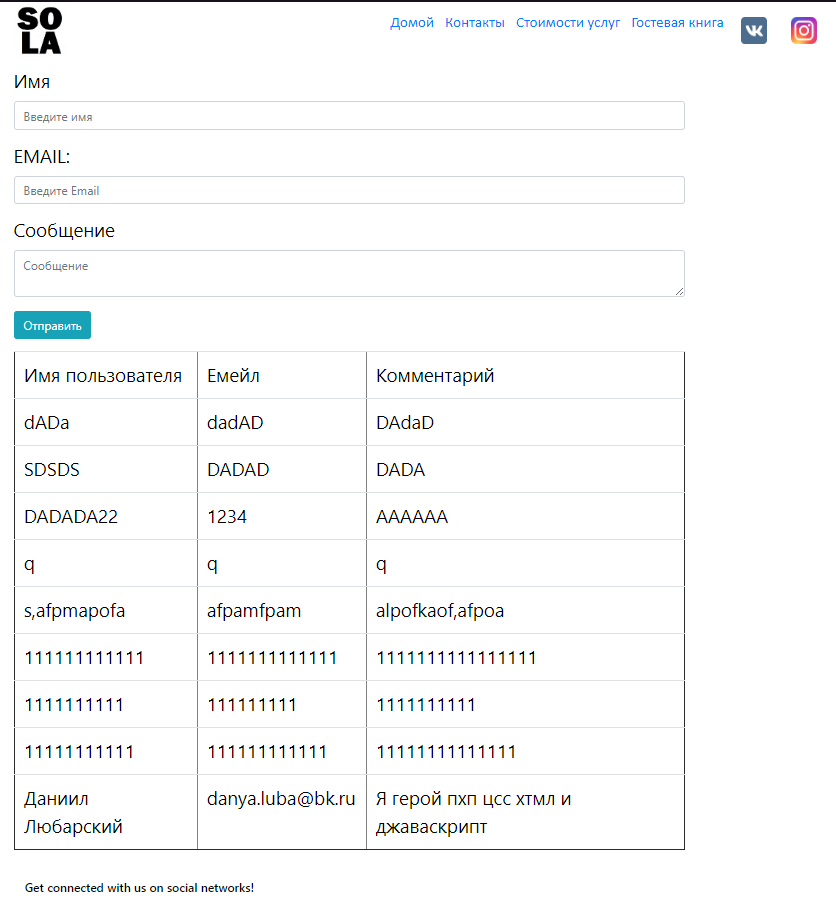 SO
LA
Домой Контакты Стоимости услуг Гостевая книга
Имя
Введите имя
EMAIL:
Введите Email
Сообщение
Сообщение
Отправить
Имя пользователя Емейл Комментарий
dADa dadAD DAdaD
SDSDS DADAD DADA
DADADA22 1234 AAAAAA
q q q
s,afpmapofa afpamfpam alpofkaof,afpoa
111111111111 1111111111111 1111111111111111
1111111111 111111111 1111111111
11111111111 111111111111 11111111111111
Даниил danya.luba@bk.ru Я герой пхп цсс хтмл и
Любарский джаваскрипт
Get connected with us on social networks!